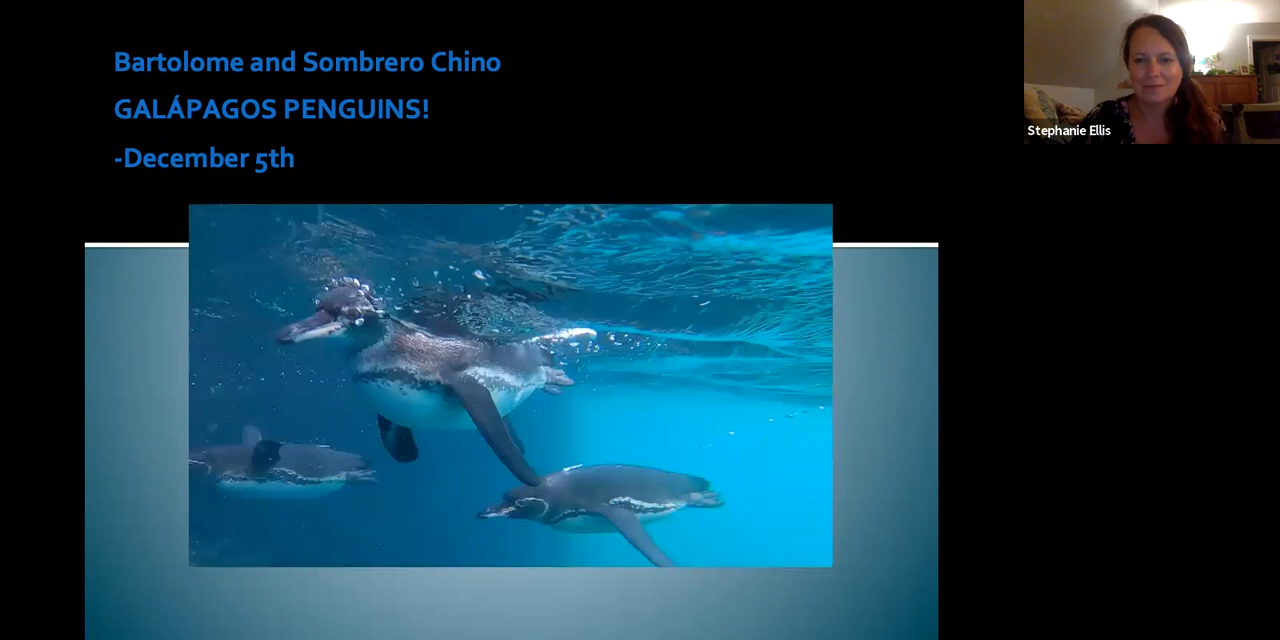 Bartolome and Sombrero Chino
GALÁPAGOS PENGUINS!
-December 5th
Stephanie Ellis